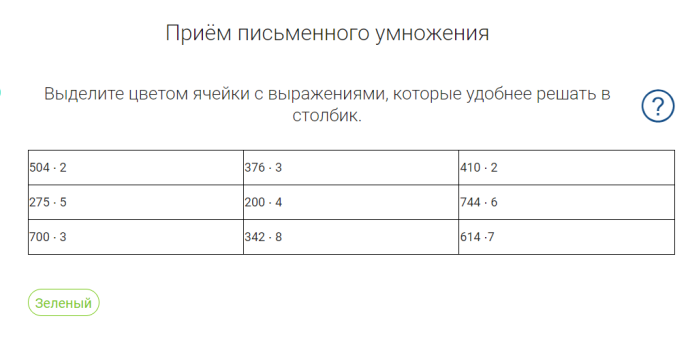 Приём письменного умножения
Выделите цветом ячейки с выражениями, которые удобнее решать в
столбик.
?
504 · 2 376 · 3 410 · 2
275 · 5 200 · 4 744 · 6
700 · 3 342 · 8 614 ·7
Зеленый